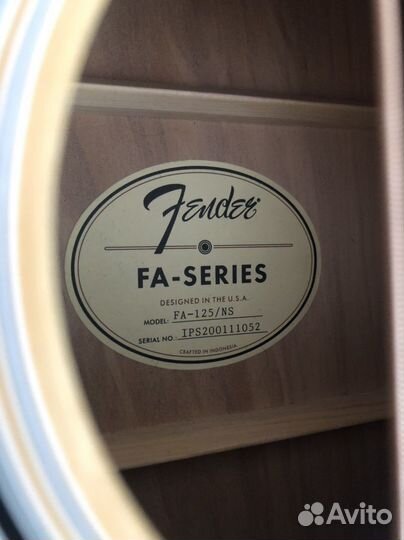 Fender
FA-SERIES
DESIGNED IN THE U.S.A.
MODEL: FA-125/NS
SERIAL NO.: IPS200111052
CRAFTED IN INDONESIA
Avito